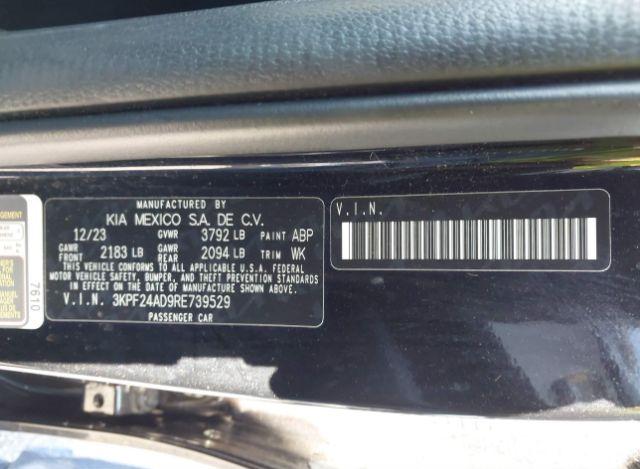 MANUFACTURED BY
KIA MEXICO S.A. DE C.V.
12/23 GVWR 3792 LB PAINT ABP
GAWR FRONT 2183 LB GAWR REAR 2094 LB TRIM WK
THIS VEHICLE CONFORMS TO ALL APPLICABLE U.S.A. FEDERAL
MOTOR VEHICLE SAFETY, BUMPER, AND THEFT PREVENTION STANDARDS
IN EFFECT ON THE DATE OF MANUFACTURE SHOWN ABOVE.
V.I.N. 3KPF24AD9RE739529
PASSENGER CAR
V.I.N.
7610